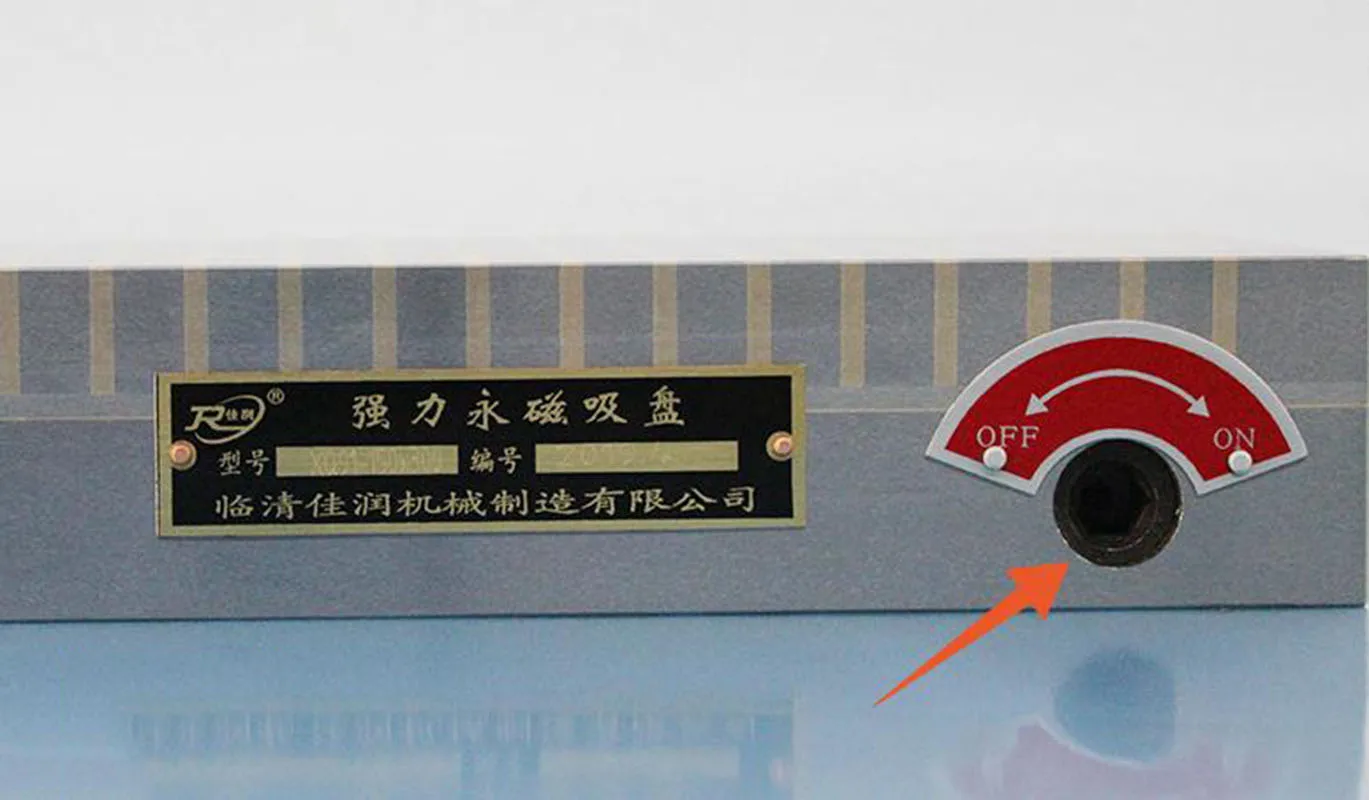 R 佳润 ® 强力永磁吸盘
型号 编号
临清佳润机械制造有限公司
OFF ON